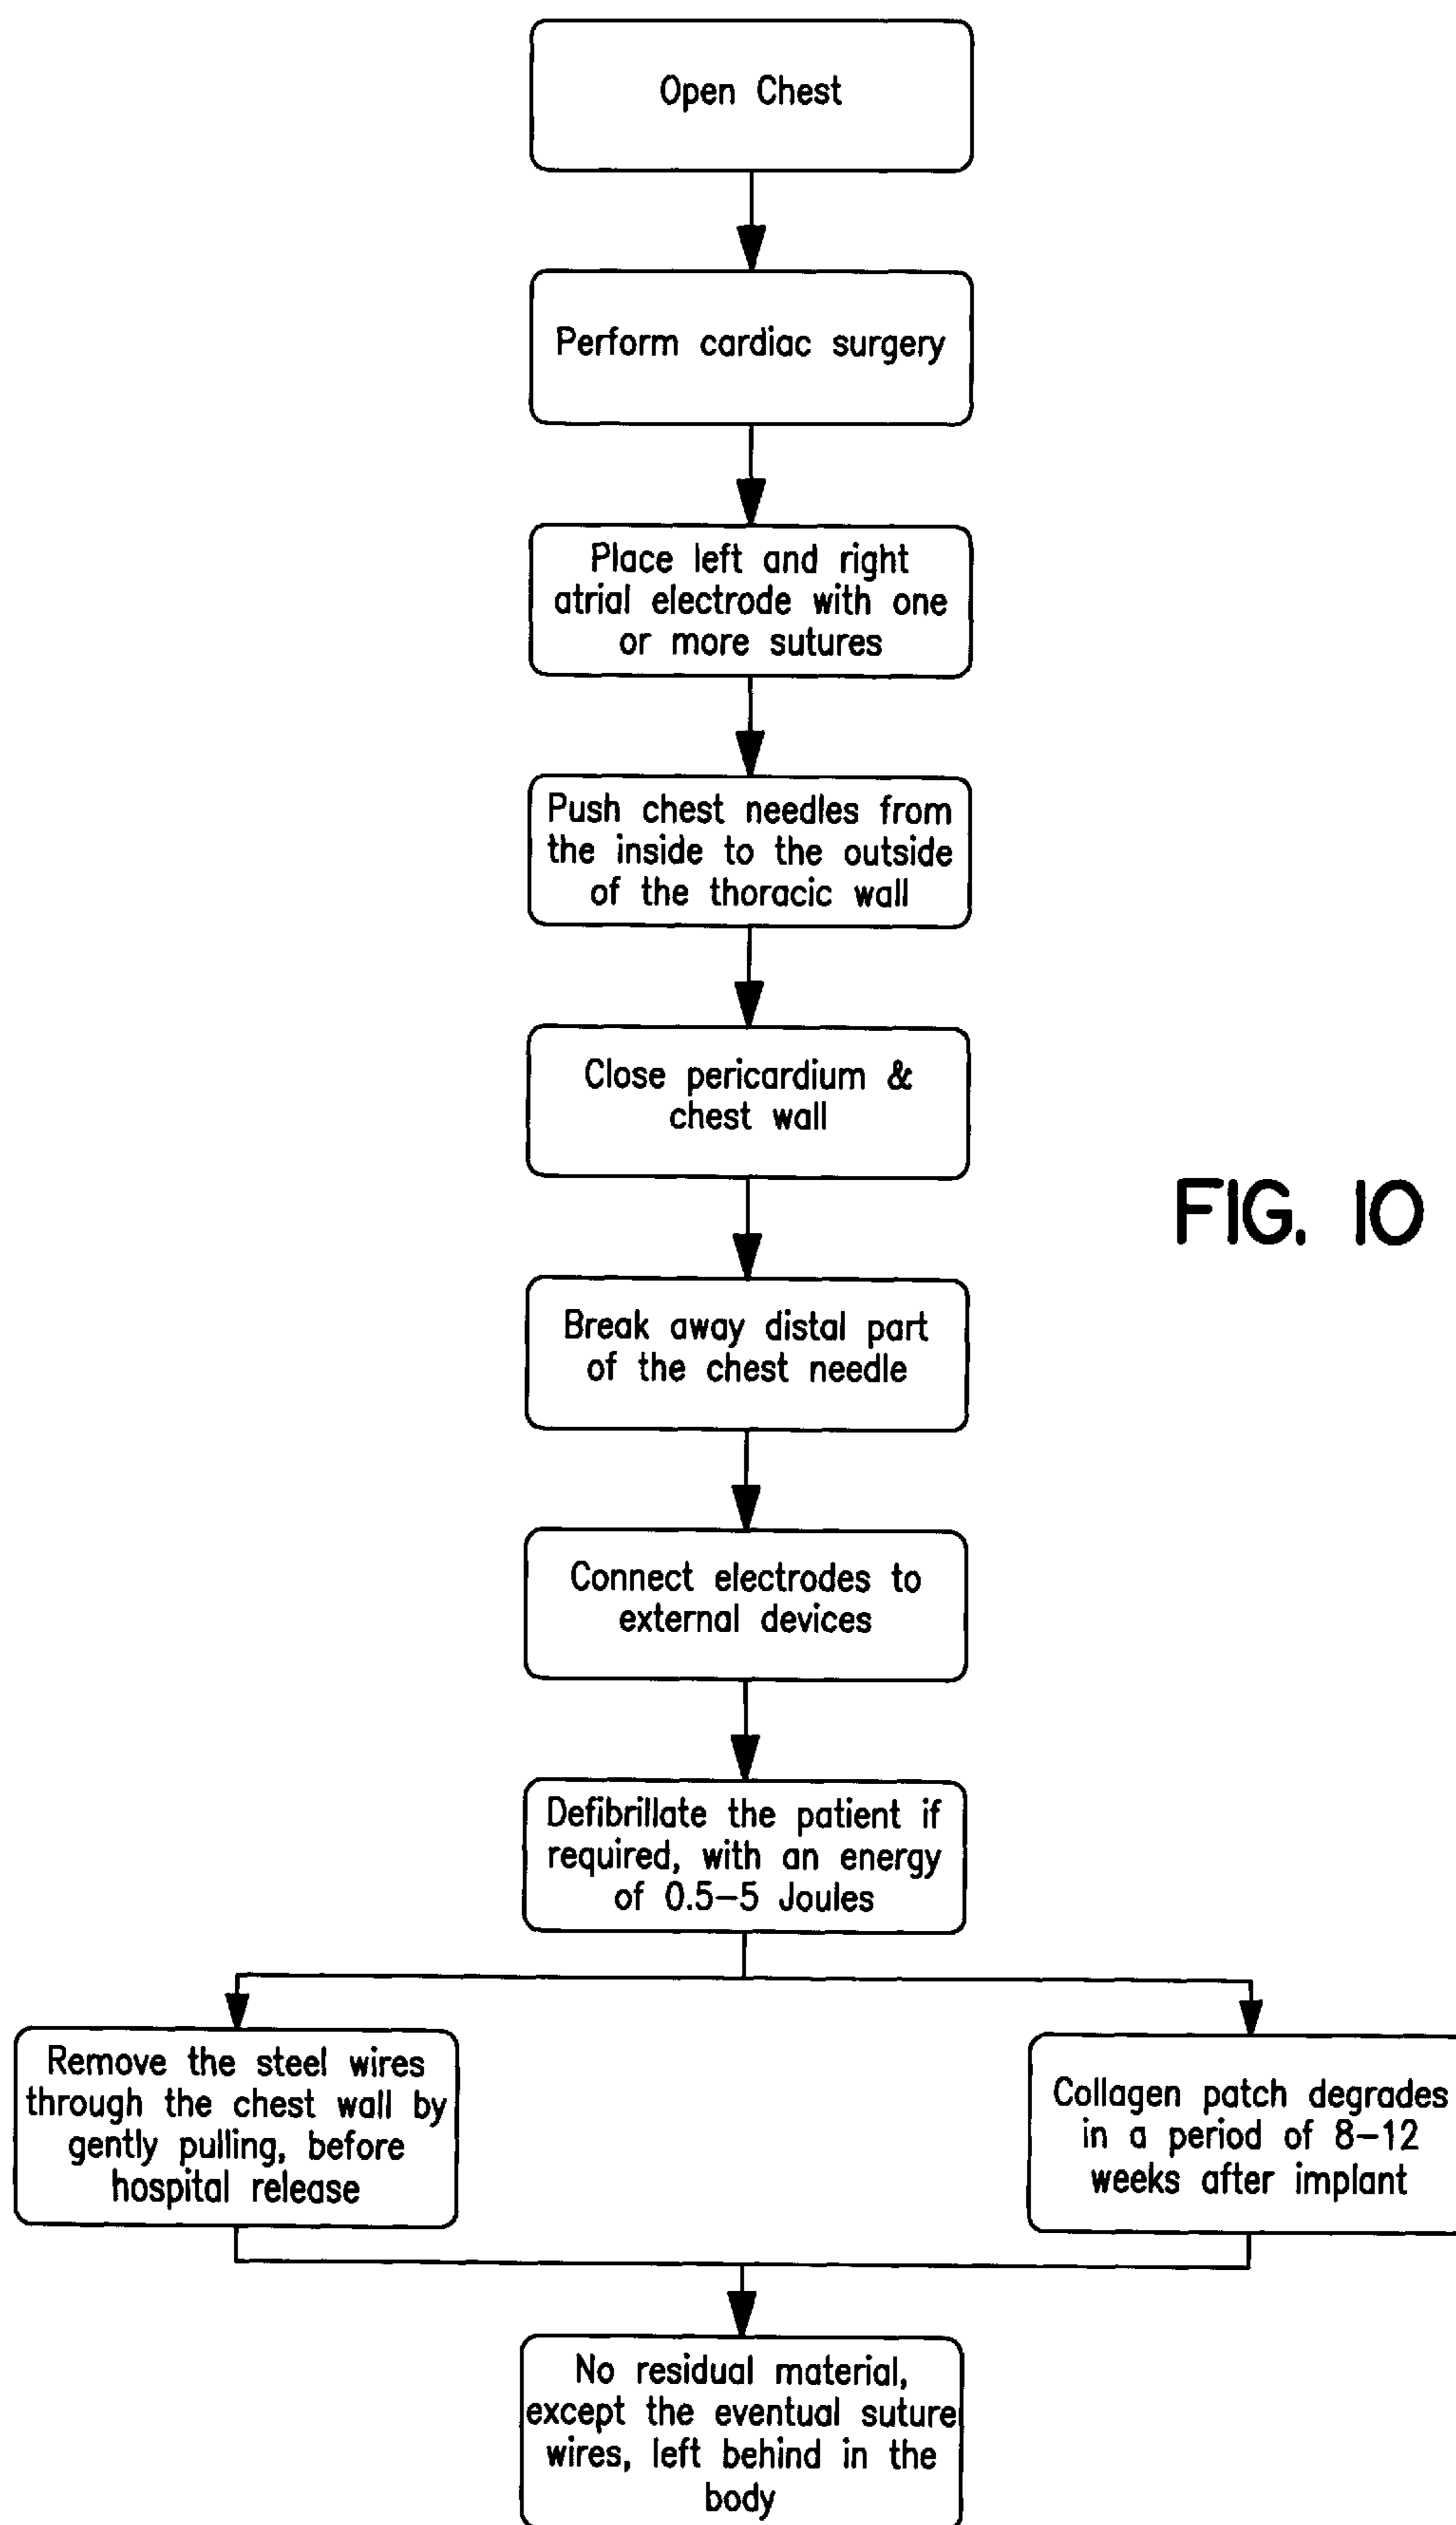 Open Chest
Perform cardiac surgery
Place left and right
atrial electrode with one
or more sutures
Push chest needles from
the inside to the outside
of the thoracic wall
Close pericardium &
chest wall
FIG. 10
Break away distal part
of the chest needle
Connect electrodes to
external devices
Defibrillate the patient if
required, with an energy
of 0.5–5 Joules
Remove the steel wires
through the chest wall by
gently pulling, before
hospital release
Collagen patch degrades
in a period of 8–12
weeks after implant
No residual material,
except the eventual suture
wires, left behind in the
body